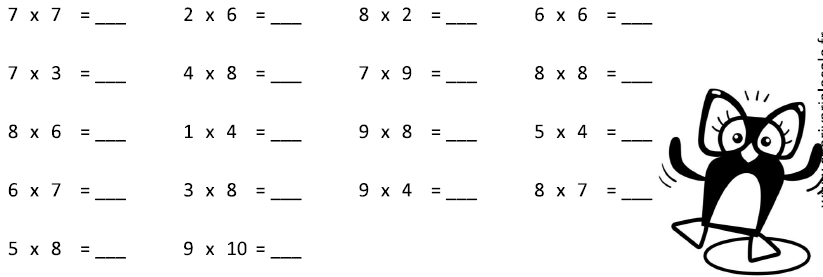 7 x 7 = ___ 2 x 6 = ___ 8 x 2 = ___ 6 x 6 = ___
7 x 3 = ___ 4 x 8 = ___ 7 x 9 = ___ 8 x 8 = ___
8 x 6 = ___ 1 x 4 = ___ 9 x 8 = ___ 5 x 4 = ___
6 x 7 = ___ 3 x 8 = ___ 9 x 4 = ___ 8 x 7 = ___
5 x 8 = ___ 9 x 10 = ___